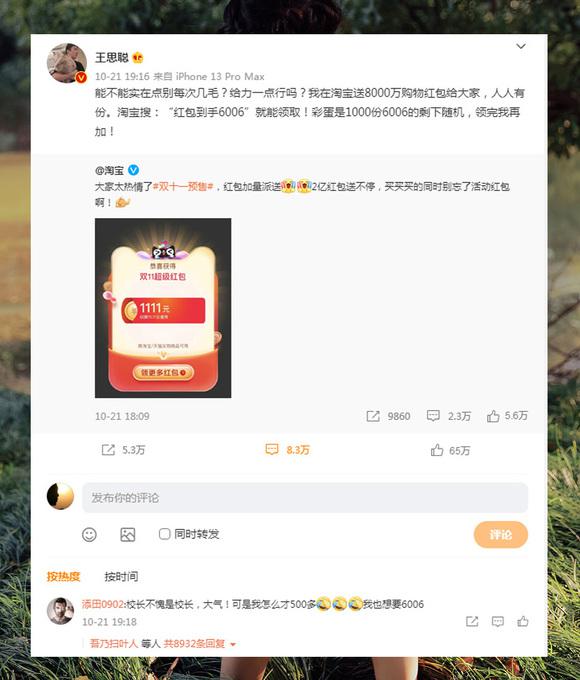 王思聪
10-21 19:16 来自 iPhone 13 Pro Max
能不能实在点别每次几毛？给力一点行吗？我在淘宝送8000万购物红包给大家，人人有
份。淘宝搜：“红包到手6006”就能领取！彩蛋是1000份6006的剩下随机，领完我再
加！
@淘宝
大家太热情了#双十一预售#，红包加量派送2亿红包送不停，买买买的同时别忘了活动红包
啊！
恭喜获得
双11超级红包
1111元
领更多红包
10-21 18:09 9860 2.3万 5.6万
5.3万 8.3万 65万
发布你的评论
同时转发 评论
按热度 按时间
添田0902:校长不愧是校长，大气！可是我怎么才500多我也想要6006
10-21 19:18
吾乃扫叶人 等人 共8932条回复